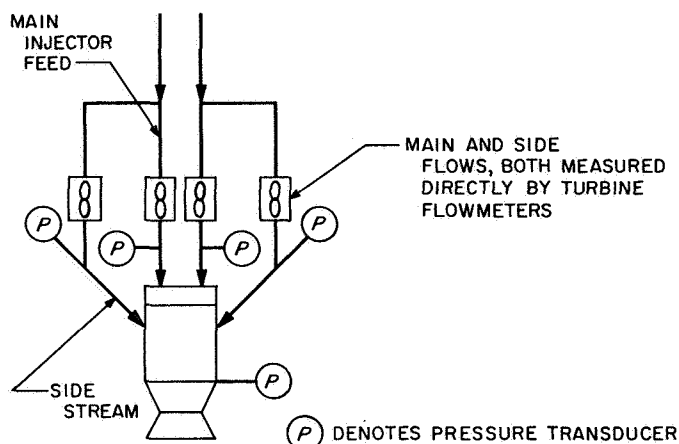 MAIN
INJECTOR
FEED
MAIN AND SIDE
FLOWS, BOTH MEASURED
DIRECTLY BY TURBINE
FLOWMETERS
P
P
P
P
P
SIDE
STREAM
P DENOTES PRESSURE TRANSDUCER